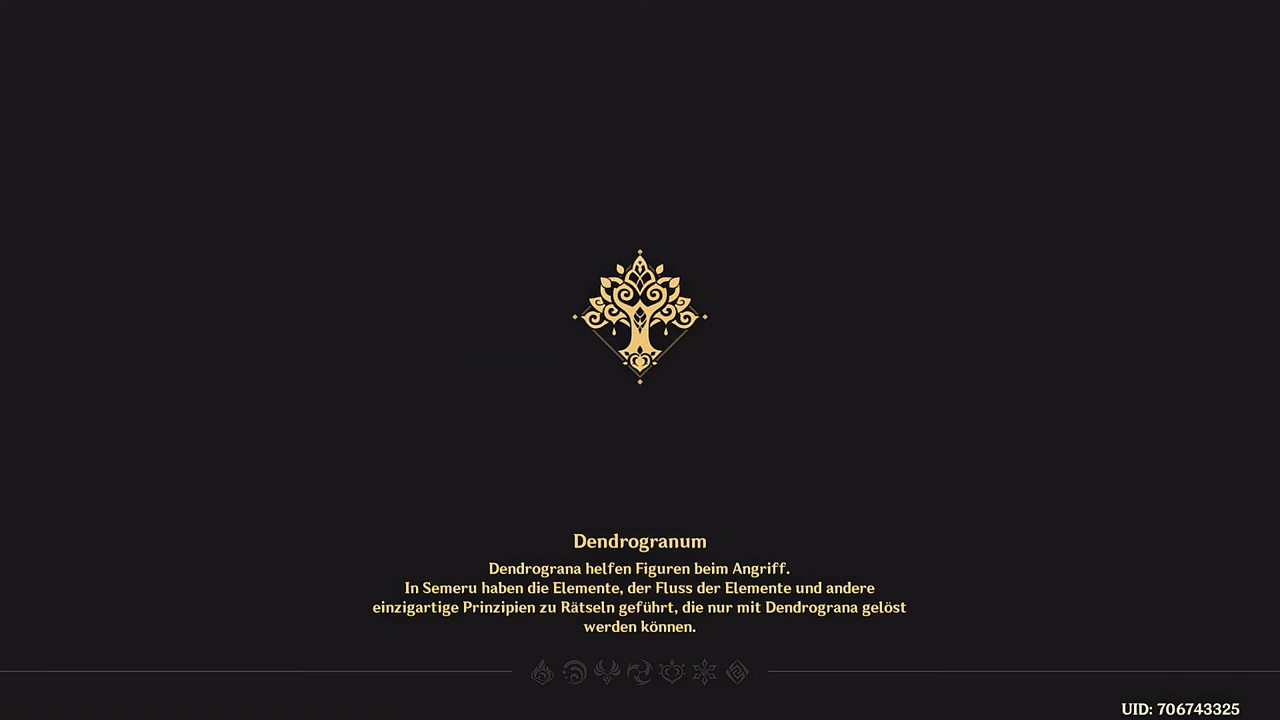 Dendrogranum
Dendrograna helfen Figuren beim Angriff.
In Semeru haben die Elemente, der Fluss der Elemente und andere
einzigartige Prinzipien zu Rätseln geführt, die nur mit Dendrograna gelöst
werden können.
UID: 706743325